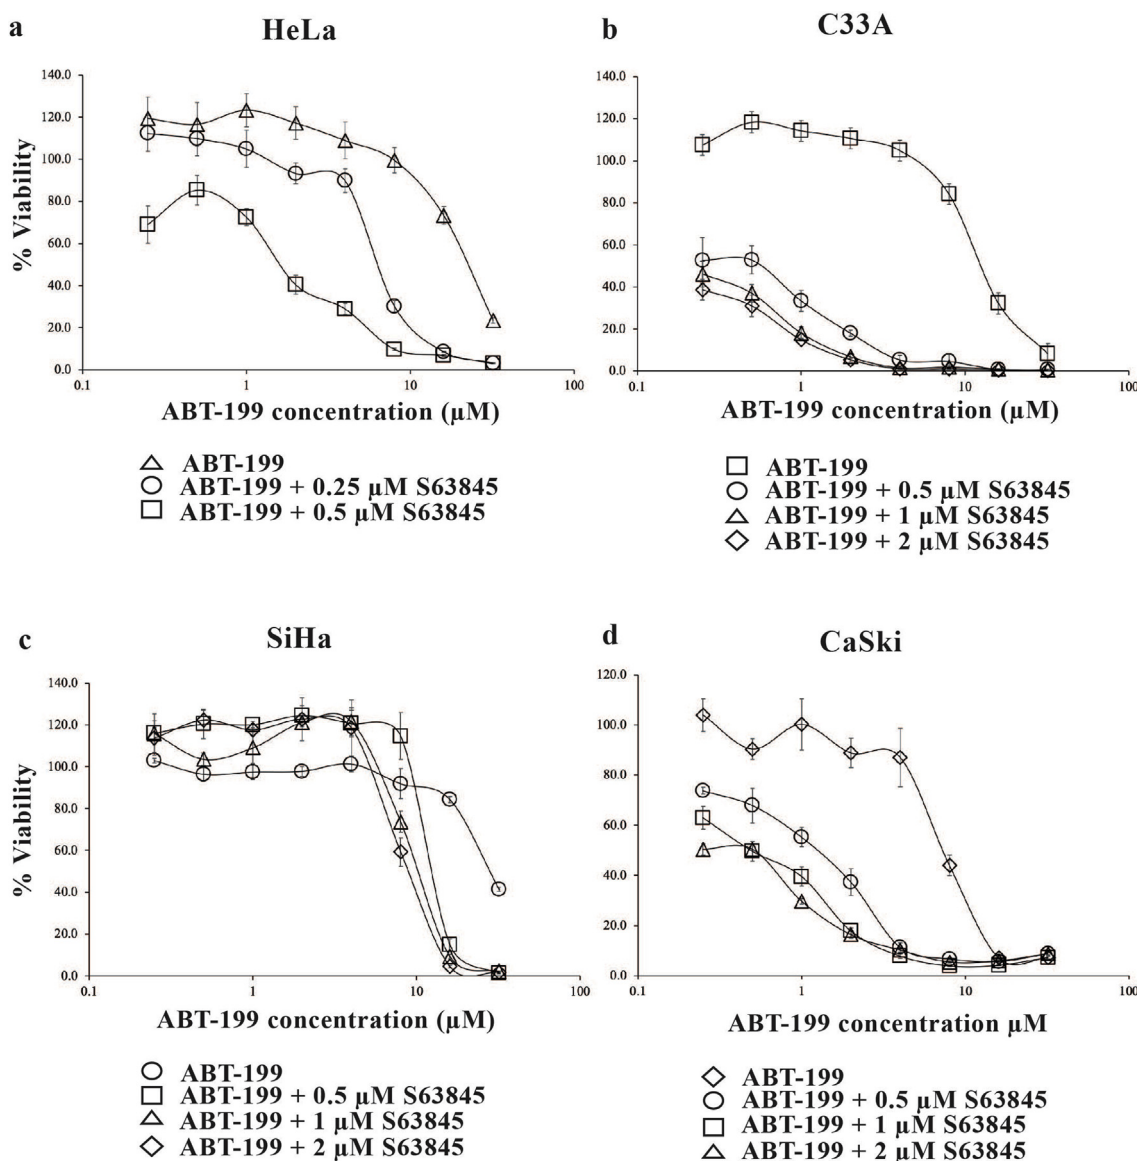 a
HeLa
140.0
120.0
100.0
80.0
60.0
40.0
20.0
0.0
0.1
1
10
100
% Viability
ABT-199 concentration (µM)
ABT-199
ABT-199 + 0.25 µM S63845
ABT-199 + 0.5 µM S63845
b
C33A
140.0
120.0
100.0
80.0
60.0
40.0
20.0
0.0
0.1
1
10
100
ABT-199 concentration (µM)
ABT-199
ABT-199 + 0.5 µM S63845
ABT-199 + 1 µM S63845
ABT-199 + 2 µM S63845
c
SiHa
140.0
120.0
100.0
80.0
60.0
40.0
20.0
0.0
0.1
1
10
100
% Viability
ABT-199 concentration (µM)
ABT-199
ABT-199 + 0.5 µM S63845
ABT-199 + 1 µM S63845
ABT-199 + 2 µM S63845
d
CaSki
120.0
100.0
80.0
60.0
40.0
20.0
0.0
0.1
1
10
100
ABT-199 concentration µM
ABT-199
ABT-199 + 0.5 µM S63845
ABT-199 + 1 µM S63845
ABT-199 + 2 µM S63845